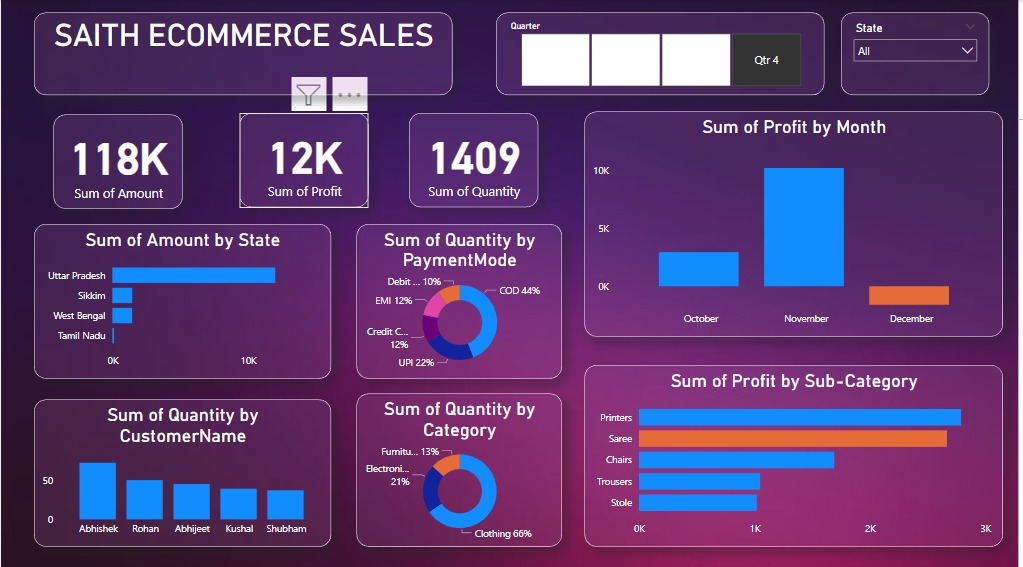 SAITH ECOMMERCE SALES
Quarter
Qtr 4
State
All
118K
Sum of Amount
12K
Sum of Profit
1409
Sum of Quantity
Sum of Profit by Month
10K
5K
0K
October
November
December
Sum of Amount by State
Uttar Pradesh
Sikkim
West Bengal
Tamil Nadu
0K
10K
Sum of Quantity by
PaymentMode
Debit ... 10%
COD 44%
EMI 12%
Credit C...
12%
UPI 22%
Sum of Profit by Sub-Category
Printers
Saree
Chairs
Trousers
Stole
0K
1K
2K
3K
Sum of Quantity by
CustomerName
50
0
Abhishek
Rohan
Abhijeet
Kushal
Shubham
Sum of Quantity by
Category
Furnitu... 13%
Electroni...
21%
Clothing 66%